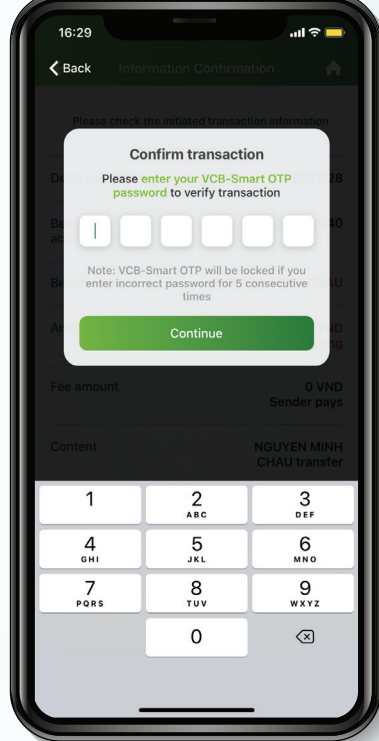 16:29
Back Information Confirmation
Please check the initiated transaction information
Confirm transaction
Please enter your VCB-Smart OTP
password to verify transaction
Note: VCB-Smart OTP will be locked if you
enter incorrect password for 5 consecutive
times
Continue
Fee amount 0 VND
Sender pays
Content NGUYEN MINH
CHAU transfer
1 2 3
ABC DEF
4 5 6
GHI JKL MNO
7 8 9
PQRS TUV WXYZ
0